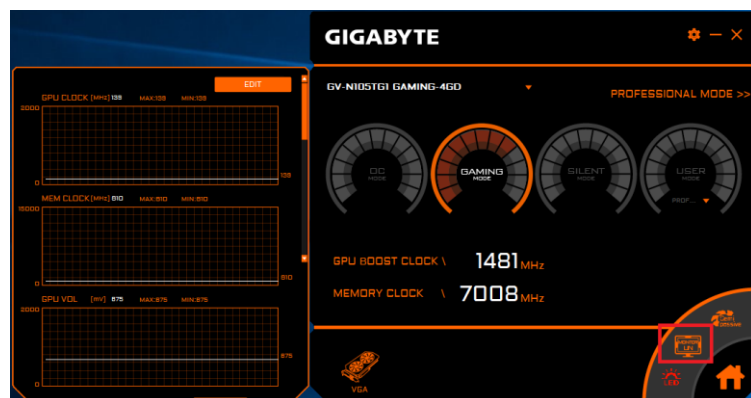 GIGABYTE
EDIT
GPU CLOCK [MHz] 139 MAX:139 MIN:139
2000
139
0
MEM CLOCK [MHz] 810 MAX:810 MIN:810
15000
810
0
GPU VOL [mV] 875 MAX:875 MIN:875
2000
875
0
GV-N105TG1 GAMING-4GD
PROFESSIONAL MODE >>
OC
MODE
GAMING
MODE
SILENT
MODE
USER
MODE
PROF...
GPU BOOST CLOCK \ 1481 MHz
MEMORY CLOCK \ 7008 MHz
VGA
LED